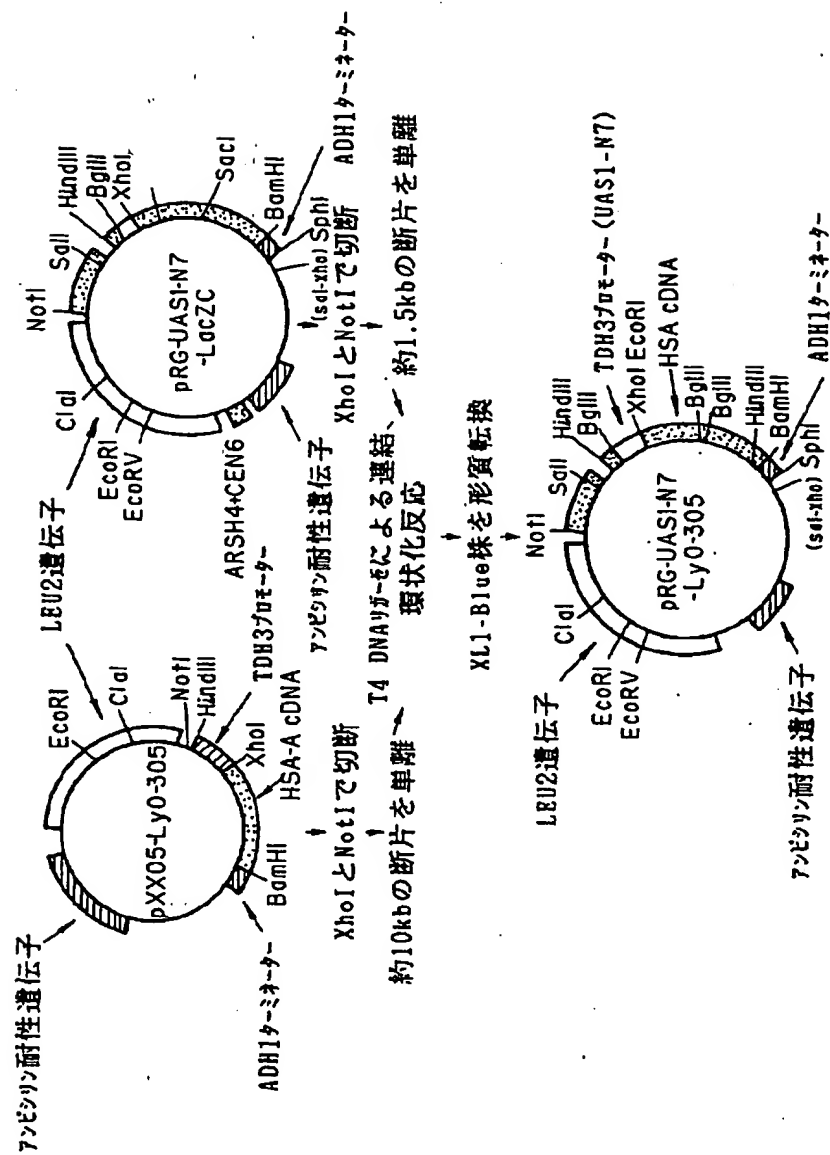 アンピシリン耐性遺伝子
EcoRI
ClaI
NotI
HindIII
TDH3プロモーター
XhoI
HSA-A cDNA
BamHI
ADH1ターミネーター
pXX05-Ly0-305
LEU2遺伝子
XhoIとNotIで切断
約10kbの断片を単離
NotI
SalI
HindIII
BglII
XhoI
SacI
BamHI
ADH1ターミネーター
SphI
(sal-xho)
ClaI
EcoRI
EcoRV
ARSH4+CEN6
アンピシリン耐性遺伝子
pRG-UAS1-N7
-LacZC
XhoIとNotIで切断
約1.5kbの断片を単離
T4 DNAリガーゼによる連結、
環状化反応
XL1-Blue株を形質転換
LEU2遺伝子
NotI
SalI
HindIII
BglII
TDH3プロモーター(UAS1-N7)
XhoI EcoRI
HSA cDNA
BglII
BglII
HindIII
BamHI
ADH1ターミネーター
SphI
(sal-xho)
ClaI
EcoRI
EcoRV
pRG-UAS1-N7
-Ly0-305
アンピシリン耐性遺伝子